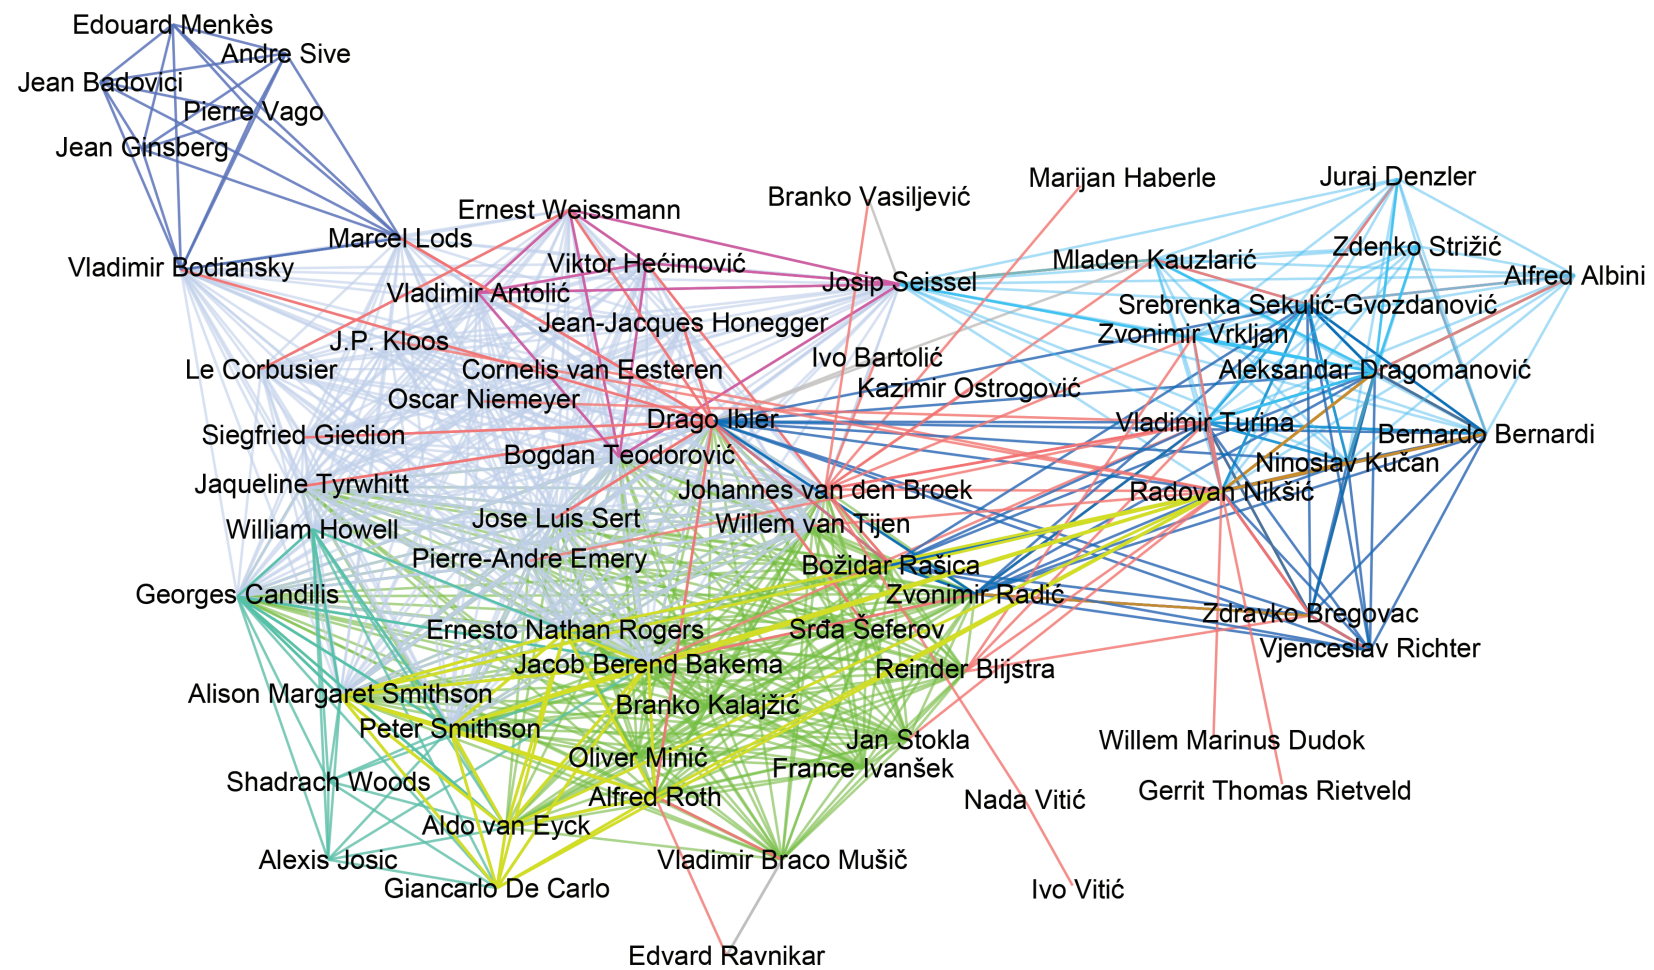 Edouard Menkès
Andre Sive
Jean Badovici
Pierre Vago
Jean Ginsberg
Marijan Haberle
Juraj Denzler
Branko Vasiljević
Ernest Weissmann
Marcel Lods
Zdenko Strižić
Mladen Kauzlarić
Viktor Hećimović
Vladimir Bodiansky
Alfred Albini
Josip Seissel
Vladimir Antolić
Srebrenka Sekulić-Gvozdanović
Jean-Jacques Honegger
Zvonimir Vrkljan
J.P. Kloos
Ivo Bartolić
Le Corbusier
Cornelis van Eesteren
Aleksandar Dragomanović
Kazimir Ostrogović
Oscar Niemeyer
Drago Ibler
Vladimir Turina
Siegfried Giedion
Bernardo Bernardi
Bogdan Teodorović
Ninoslav Kučan
Jaqueline Tyrwhitt
Johannes van den Broek
Radovan Nikšić
Jose Luis Sert
Willem van Tijen
William Howell
Pierre-Andre Emery
Božidar Rašica
Georges Candilis
Zvonimir Radić
Zdravko Bregovac
Ernesto Nathan Rogers
Srđa Šeferov
Vjenceslav Richter
Jacob Berend Bakema
Reinder Blijstra
Alison Margaret Smithson
Branko Kalajžić
Peter Smithson
Jan Stokla
Willem Marinus Dudok
Oliver Minić
France Ivanšek
Shadrach Woods
Gerrit Thomas Rietveld
Alfred Roth
Nada Vitić
Aldo van Eyck
Alexis Josic
Vladimir Braco Mušič
Giancarlo De Carlo
Ivo Vitić
Edvard Ravnikar